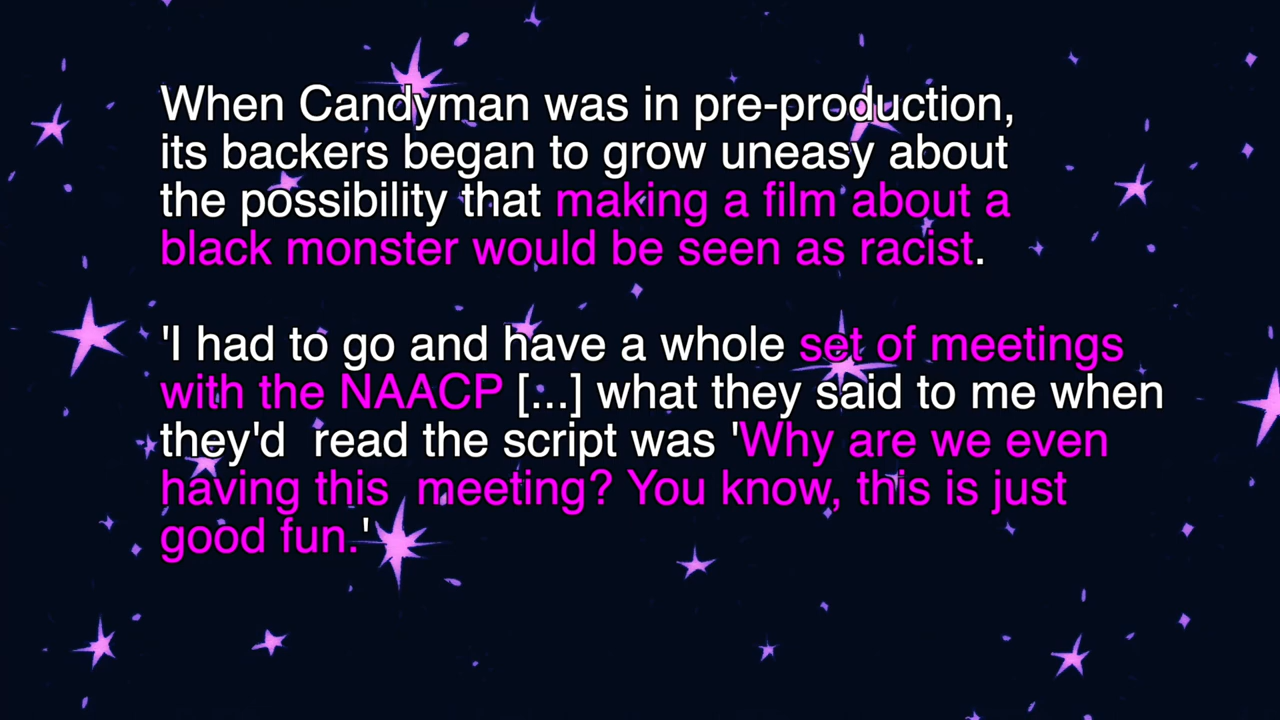 When Candyman was in pre-production,
its backers began to grow uneasy about
the possibility that making a film about a
black monster would be seen as racist.
'I had to go and have a whole set of meetings
with the NAACP [...] what they said to me when
they'd  read the script was 'Why are we even
having this  meeting? You know, this is just
good fun.'